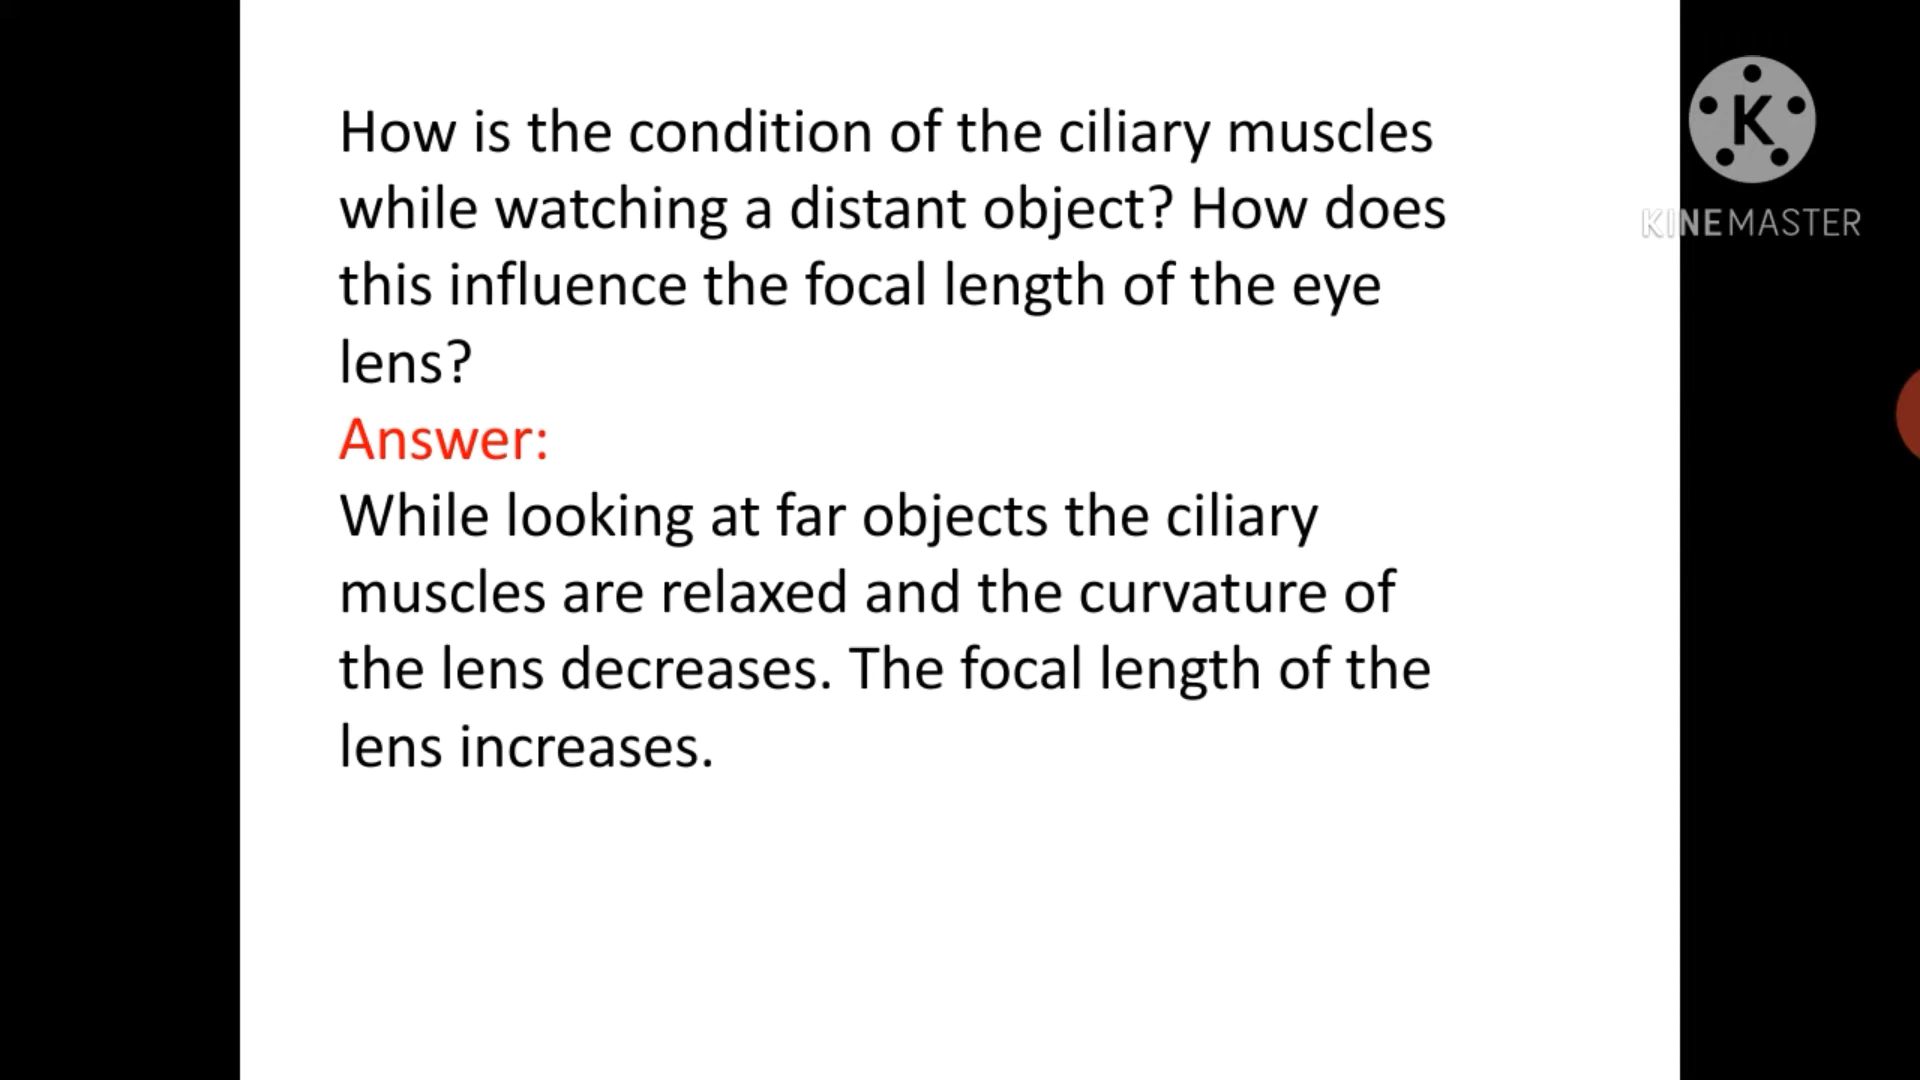 How is the condition of the ciliary muscles
while watching a distant object? How does
this influence the focal length of the eye
lens?
Answer:
While looking at far objects the ciliary
muscles are relaxed and the curvature of
the lens decreases. The focal length of the
lens increases.
K
KINEMASTER